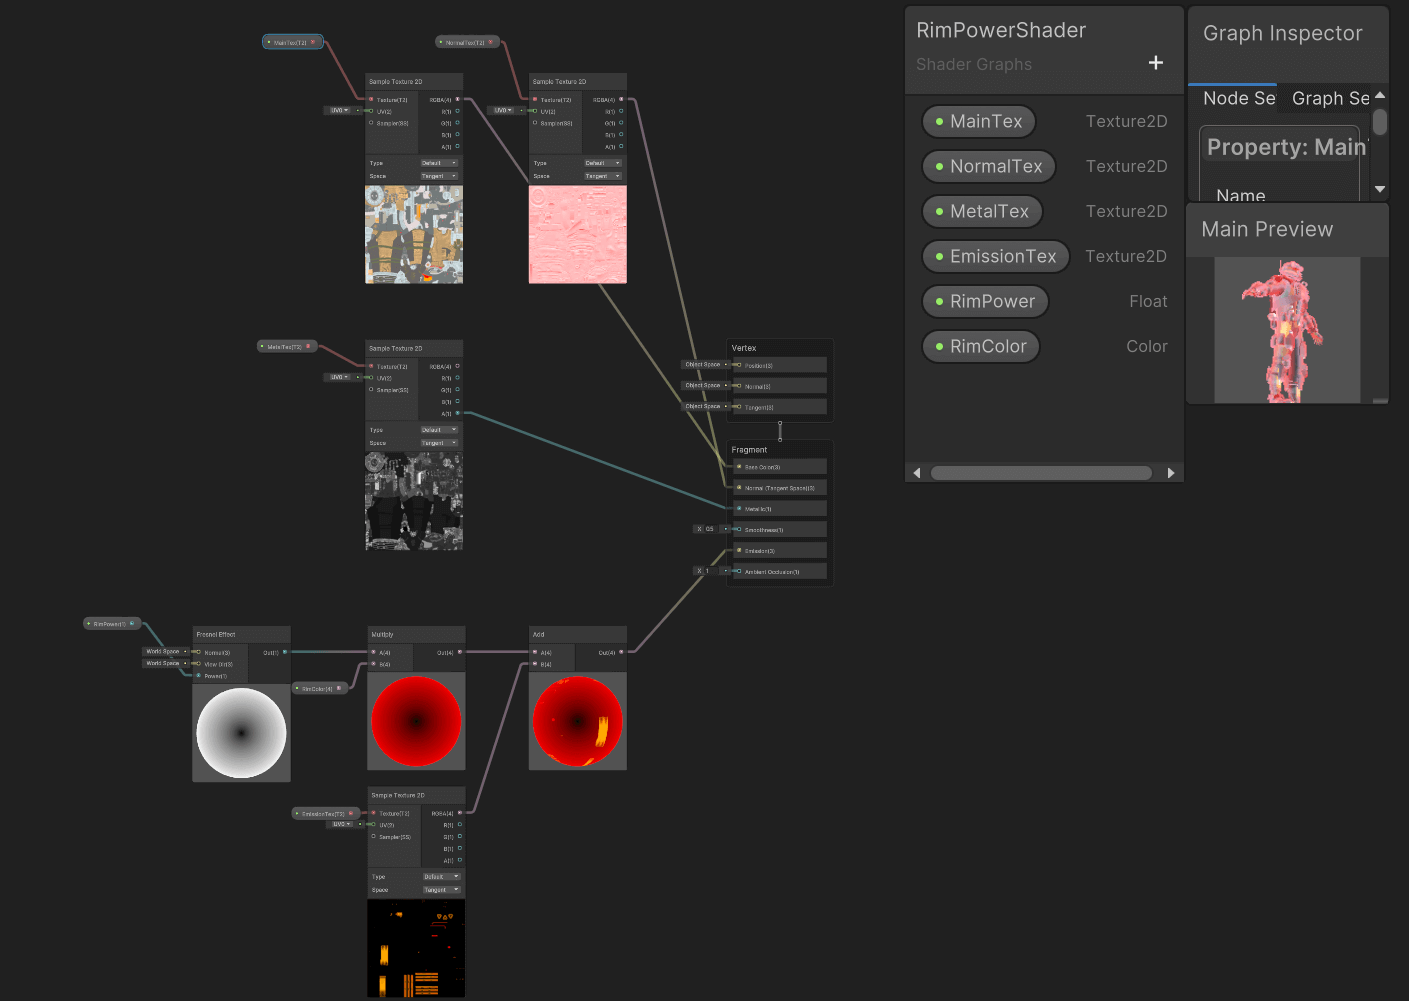 MainTex(T2)
NormalTex(T2)
Sample Texture 2D
Texture(T2)
UV0
UV(2)
Sampler(SS)
RGBA(4)
R(1)
G(1)
B(1)
A(1)
Type
Default
Space
Tangent
Sample Texture 2D
Texture(T2)
UV0
UV(2)
Sampler(SS)
RGBA(4)
R(1)
G(1)
B(1)
A(1)
Type
Default
Space
Tangent
MetalTex(T2)
Sample Texture 2D
Texture(T2)
UV0
UV(2)
Sampler(SS)
RGBA(4)
R(1)
G(1)
B(1)
A(1)
Type
Default
Space
Tangent
Vertex
Object Space
Position(3)
Object Space
Normal(3)
Object Space
Tangent(3)
Fragment
Base Color(3)
Normal (Tangent Space)(3)
Metallic(1)
X 0.5
Smoothness(1)
Emission(3)
X 1
Ambient Occlusion(1)
RimPower(1)
Fresnel Effect
World Space
Normal(3)
World Space
View Dir(3)
Power(1)
Out(1)
RimColor(4)
Multiply
A(4)
B(4)
Out(4)
Add
A(4)
B(4)
Out(4)
EmissionTex(T2)
Sample Texture 2D
Texture(T2)
UV0
UV(2)
Sampler(SS)
RGBA(4)
R(1)
G(1)
B(1)
A(1)
Type
Default
Space
Tangent
RimPowerShader
Shader Graphs
+
MainTex Texture2D
NormalTex Texture2D
MetalTex Texture2D
EmissionTex Texture2D
RimPower Float
RimColor Color
Graph Inspector
Node Se
Graph Se
Property: Main
Name
Main Preview